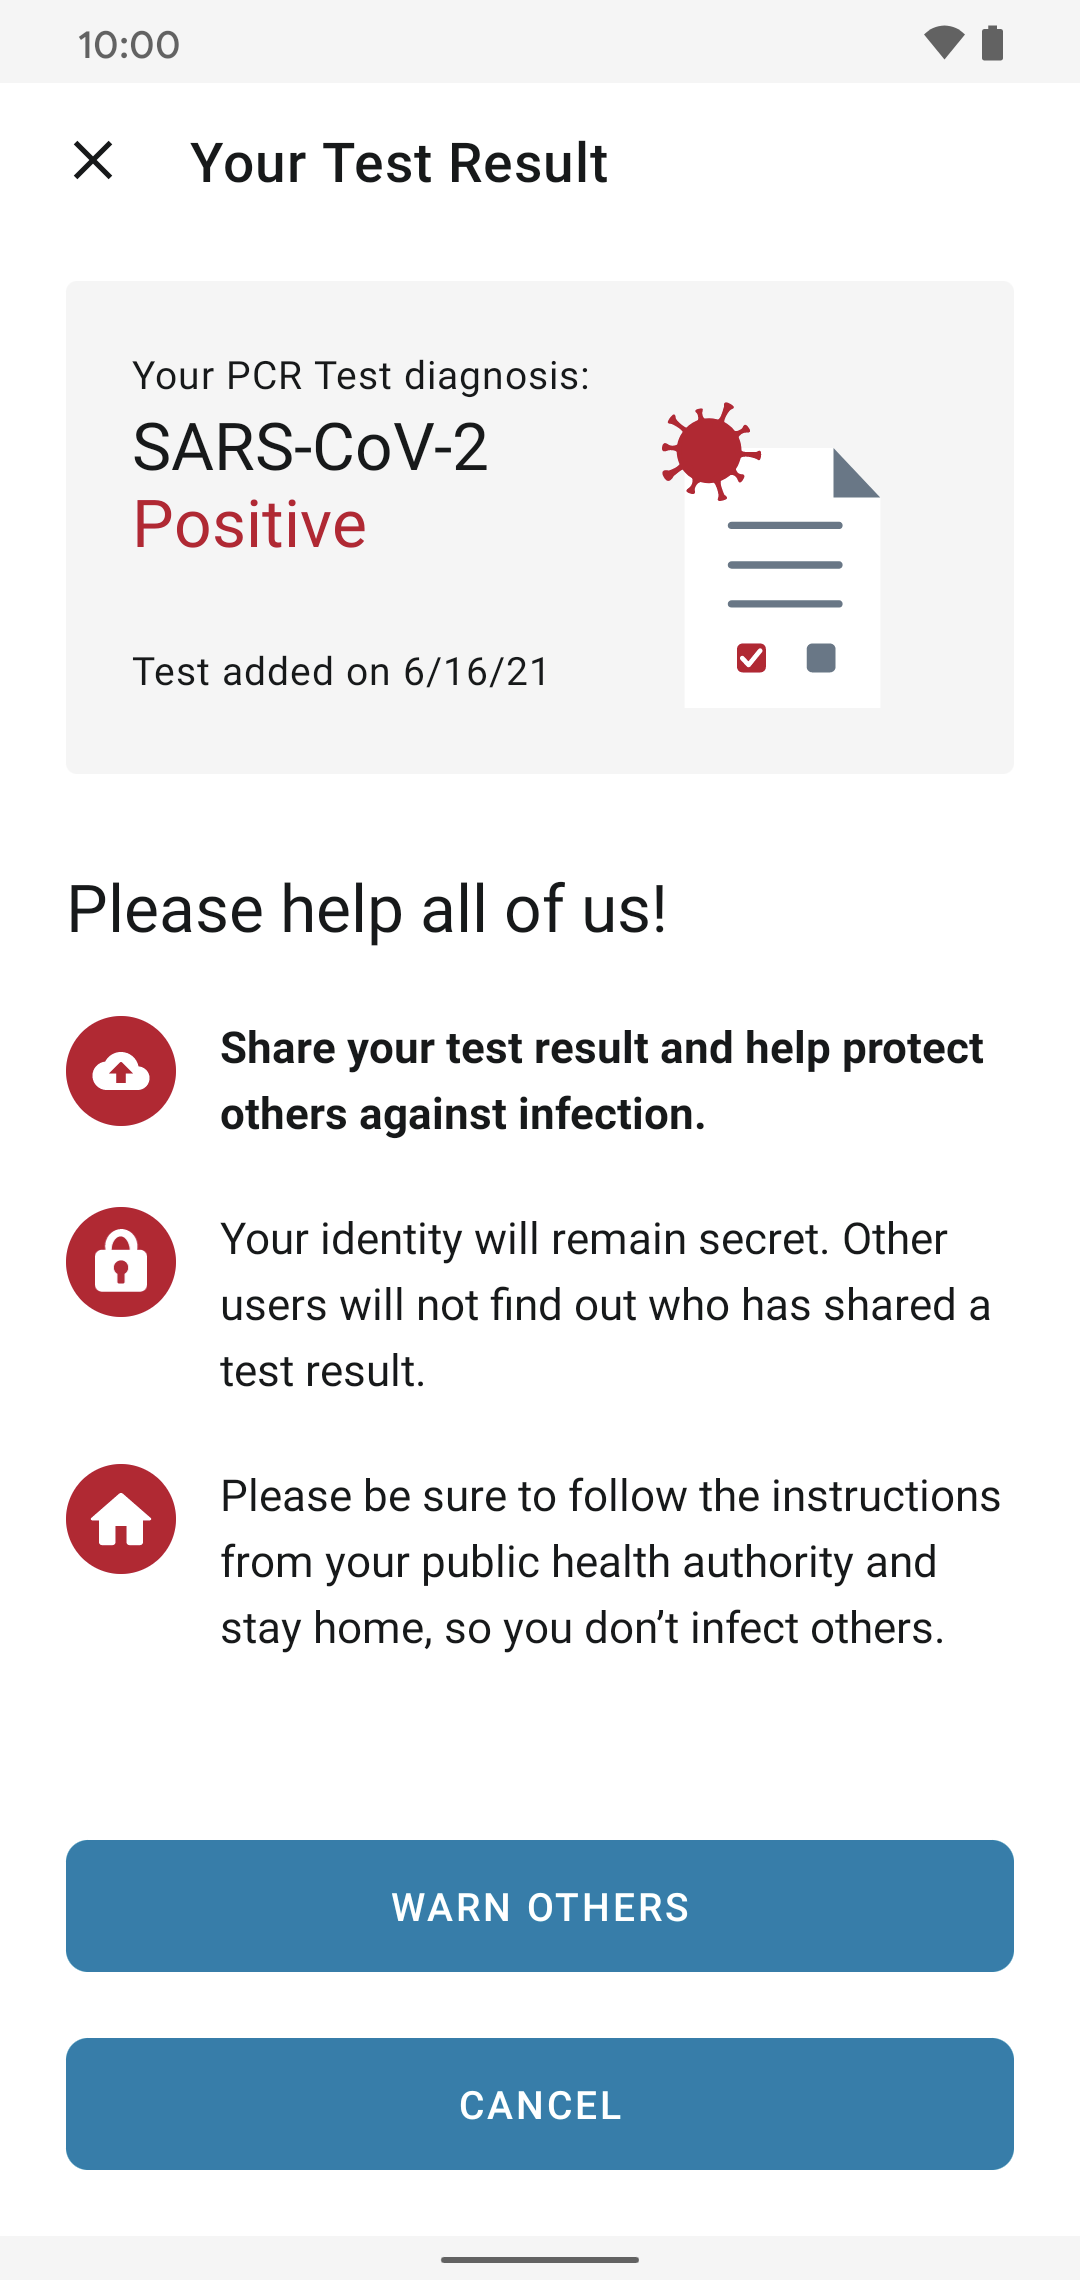 10:00
Your Test Result
Your PCR Test diagnosis:
SARS-CoV-2
Positive
Test added on 6/16/21
Please help all of us!
Share your test result and help protect
others against infection.
Your identity will remain secret. Other
users will not find out who has shared a
test result.
Please be sure to follow the instructions
from your public health authority and
stay home, so you don’t infect others.
WARN OTHERS
CANCEL